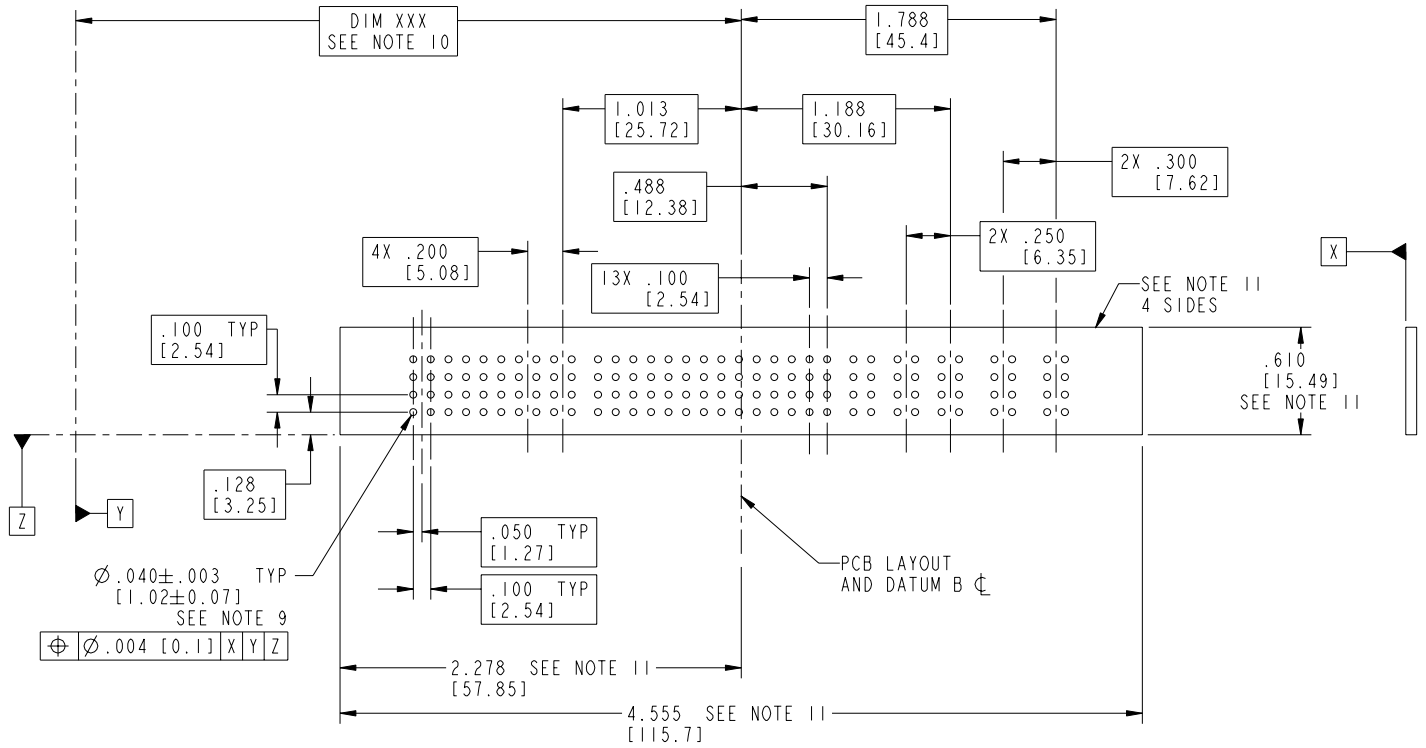 DIM XXX
SEE NOTE 10
1.788
[45.4]
1.013
[25.72]
1.188
[30.16]
2X .300
[7.62]
.488
[12.38]
4X .200
[5.08]
2X .250
[6.35]
13X .100
[2.54]
X
SEE NOTE 11
4 SIDES
.100 TYP
[2.54]
.610
[15.49]
SEE NOTE 11
.128
[3.25]
Z
Y
.050 TYP
[1.27]
Ø.040±.003 TYP
[1.02±0.07]
SEE NOTE 9
⌖ Ø.004 [0.1] X Y Z
.100 TYP
[2.54]
PCB LAYOUT
AND DATUM B ℄
2.278 SEE NOTE 11
[57.85]
4.555 SEE NOTE 11
[115.7]